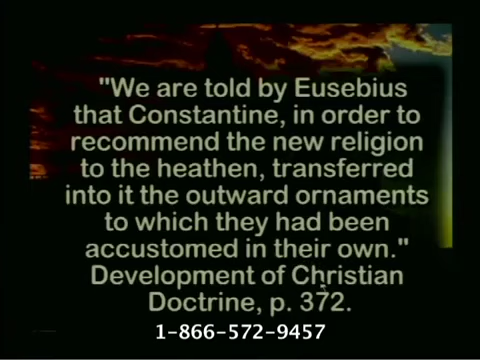 "We are told by Eusebius
that Constantine, in order to
recommend the new religion
to the heathen, transferred
into it the outward ornaments
to which they had been
accustomed in their own."
Development of Christian
Doctrine, p. 372.
1-866-572-9457